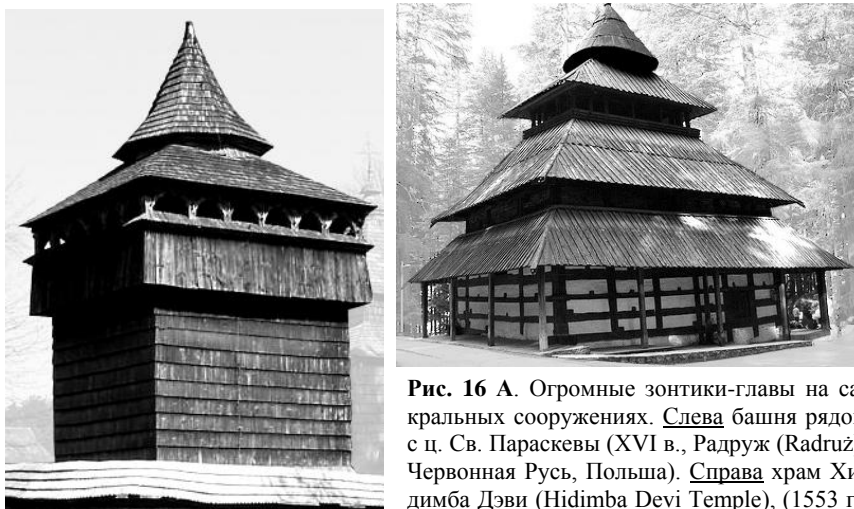 Рис. 16 А. Огромные зонтики-главы на са
кральных сооружениях. Слева башня рядо
с ц. Св. Параскевы (XVI в., Радруж (Radruż
Червонная Русь, Польша). Справа храм Хи
димба Дэви (Hidimba Devi Temple), (1553 г